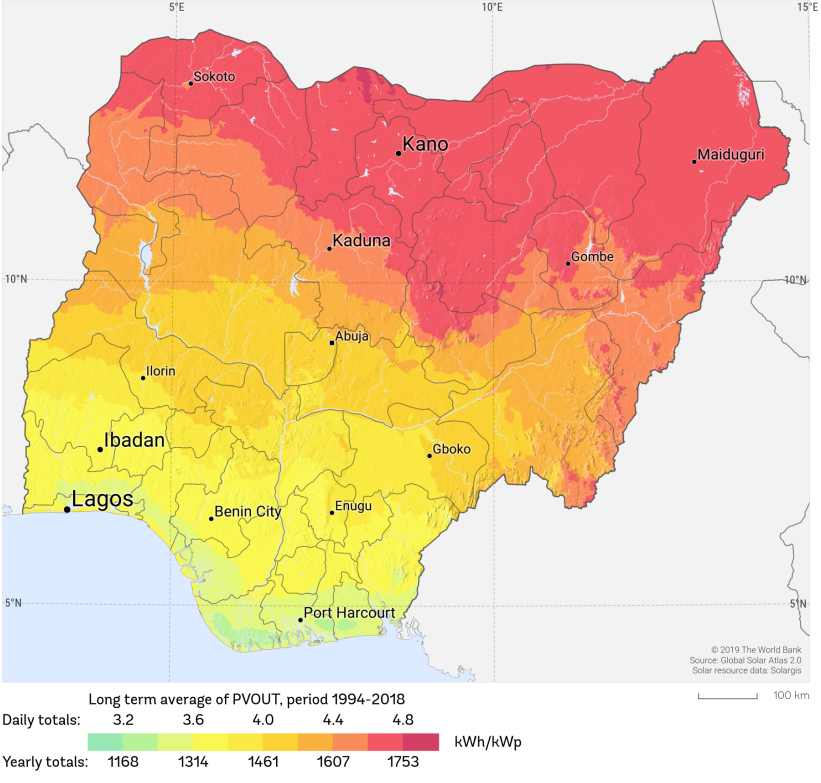 5°E 10°E 15°E
Sokoto
Kano
Maiduguri
Kaduna
Gombe
10°N 10°N
Abuja
Ilorin
Ibadan
Gboko
Lagos
Benin City
Enugu
5°N 5°N
Port Harcourt
© 2019 The World Bank
Source: Global Solar Atlas 2.0
Solar resource data: Solargis
100 km
Long term average of PVOUT, period 1994-2018
Daily totals: 3.2 3.6 4.0 4.4 4.8
kWh/kWp
Yearly totals: 1168 1314 1461 1607 1753